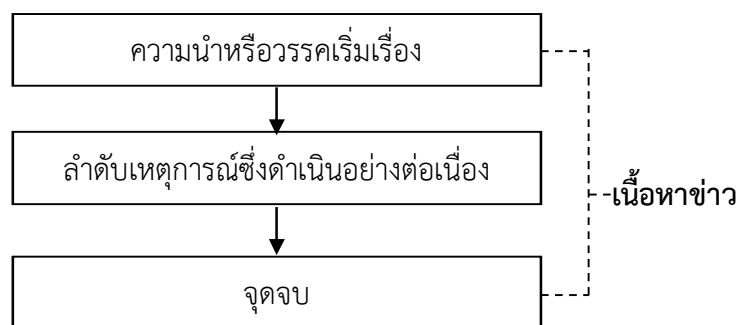 ความนำหรือวรรคเริ่มเรื่อง
ลำดับเหตุการณ์ซึ่งดำเนินอย่างต่อเนื่อง
เนื้อหาข่าว
จุดจบ